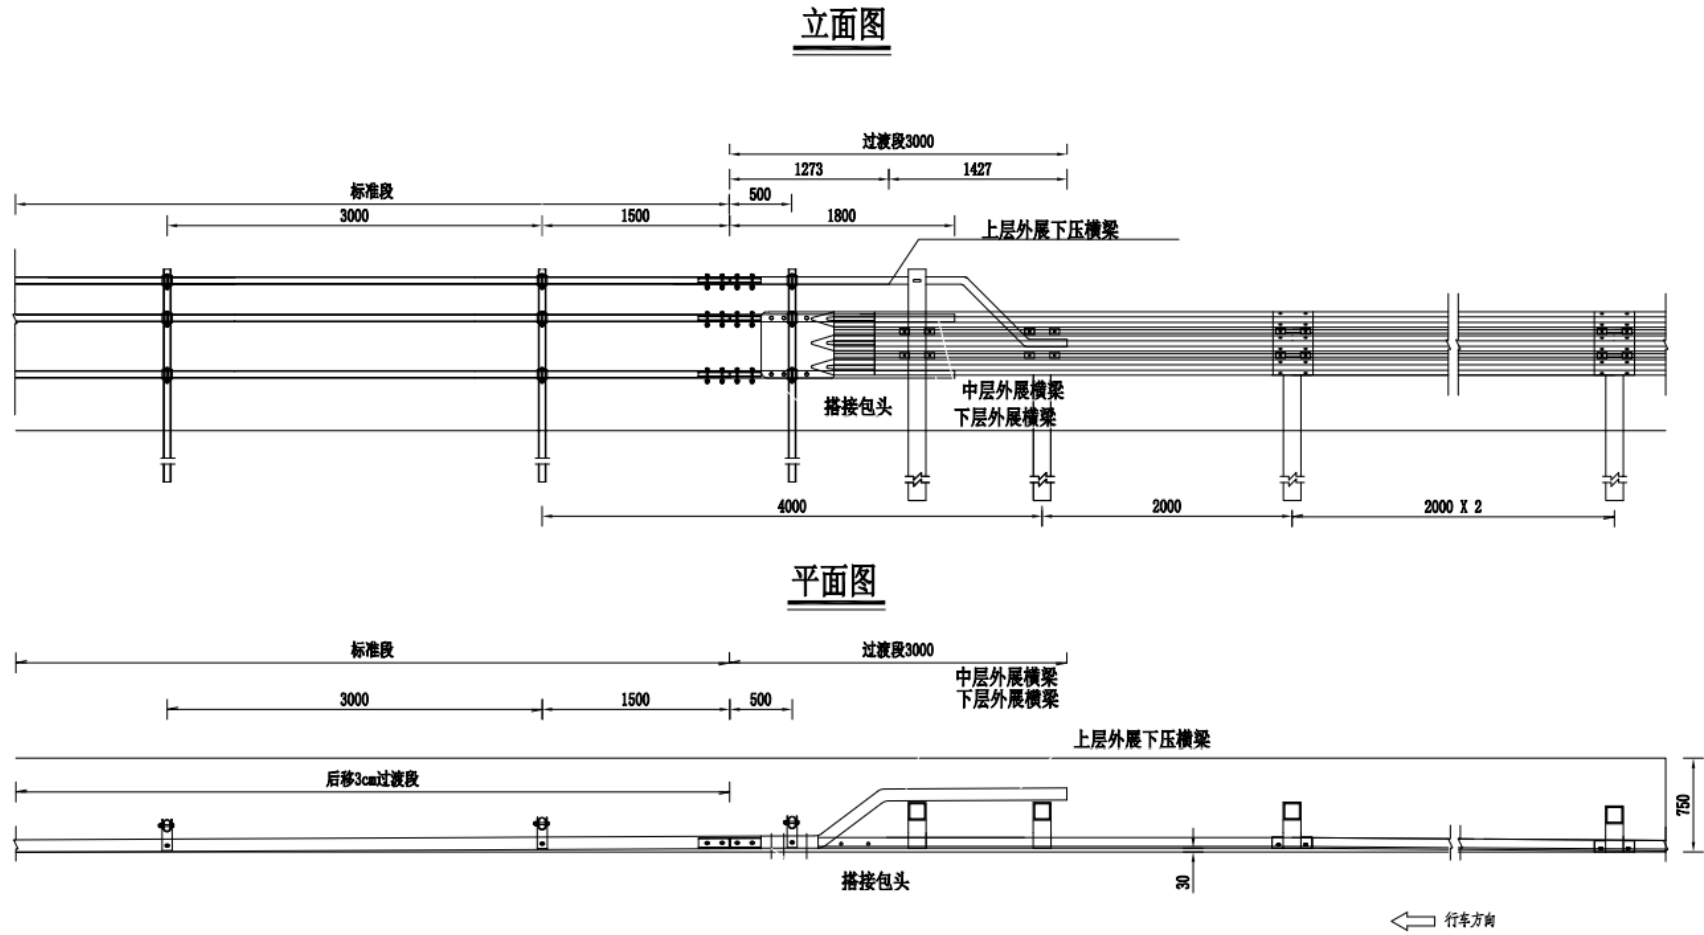 立面图
过渡段3000
1273
1427
标准段
500
3000
1500
1800
上层外展下压横梁
中层外展横梁
搭接包头
下层外展横梁
4000
2000
2000 X 2
平面图
标准段
过渡段3000
中层外展横梁
下层外展横梁
3000
1500
500
上层外展下压横梁
后移3cm过渡段
750
搭接包头
30
行车方向